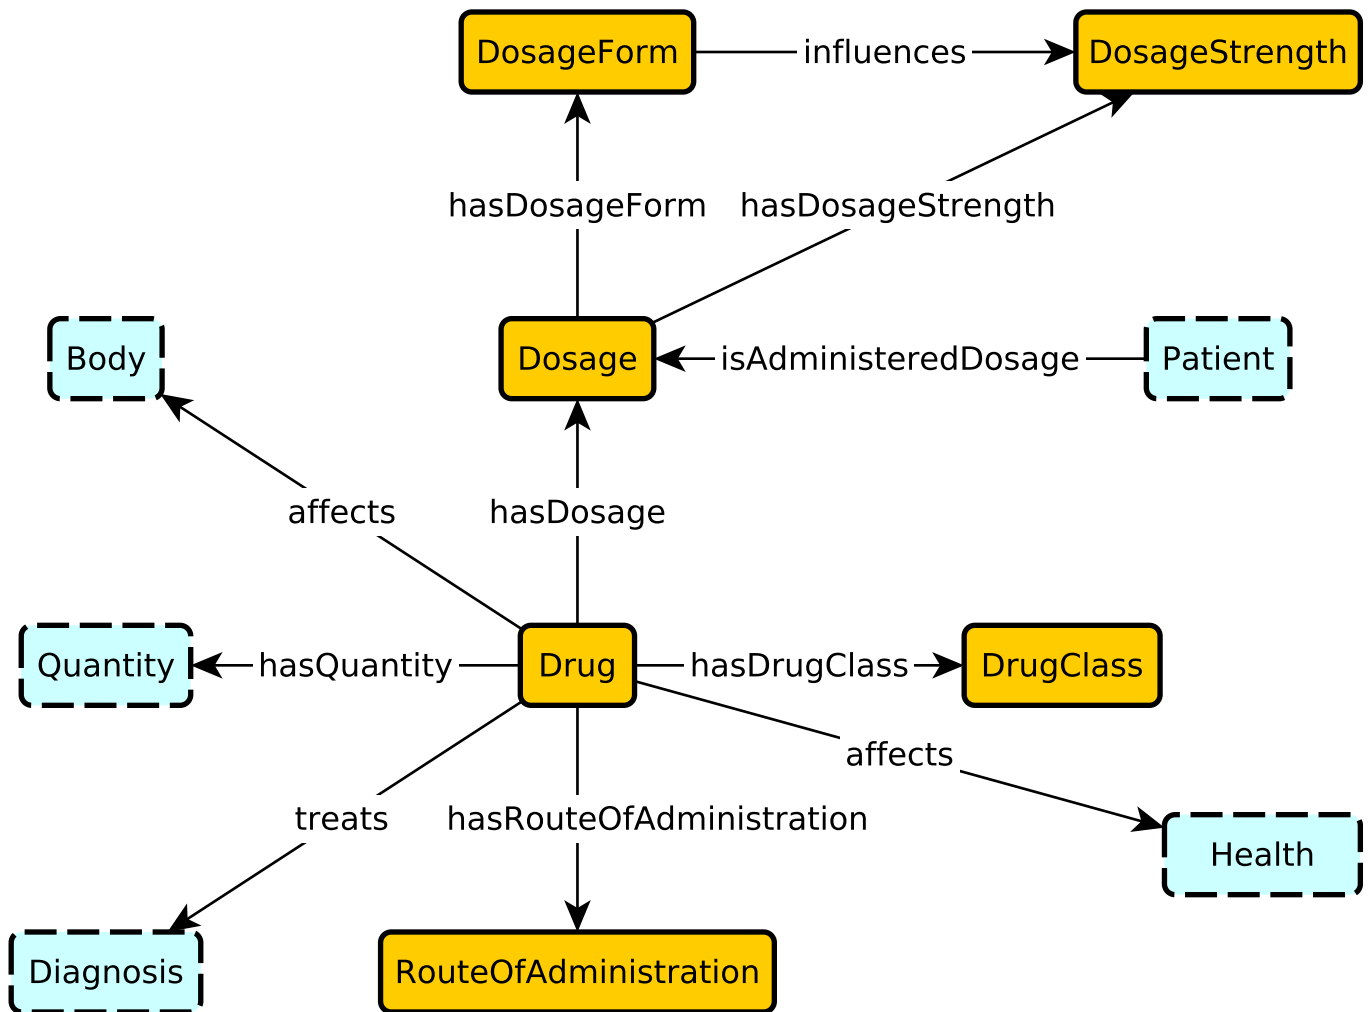 DosageForm
influences
DosageStrength
hasDosageForm
hasDosageStrength
Body
Dosage
isAdministeredDosage
Patient
affects
hasDosage
Quantity
hasQuantity
Drug
hasDrugClass
DrugClass
affects
treats
hasRouteOfAdministration
Health
Diagnosis
RouteOfAdministration